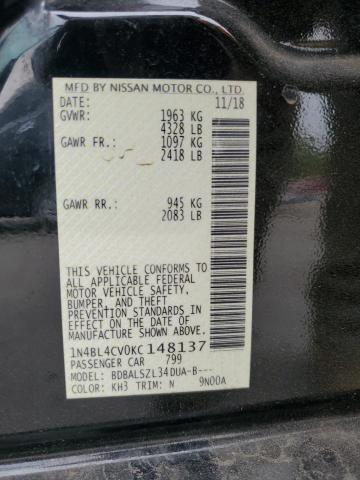 MFD BY NISSAN MOTOR CO., LTD.
DATE: 11/18
GVWR: 1963 KG
4328 LB
GAWR FR.: 1097 KG
2418 LB
GAWR RR.: 945 KG
2083 LB
THIS VEHICLE CONFORMS TO
ALL APPLICABLE FEDERAL
MOTOR VEHICLE SAFETY,
BUMPER, AND THEFT
PREVENTION STANDARDS
IN EFFECT ON THE DATE OF
MANUFACTURE SHOWN ABOVE.
1N4BL4CV0KC148137
PASSENGER CAR 799
MODEL: BDBALSZL34DUA-B---
COLOR: KH3 TRIM: N 9N00A